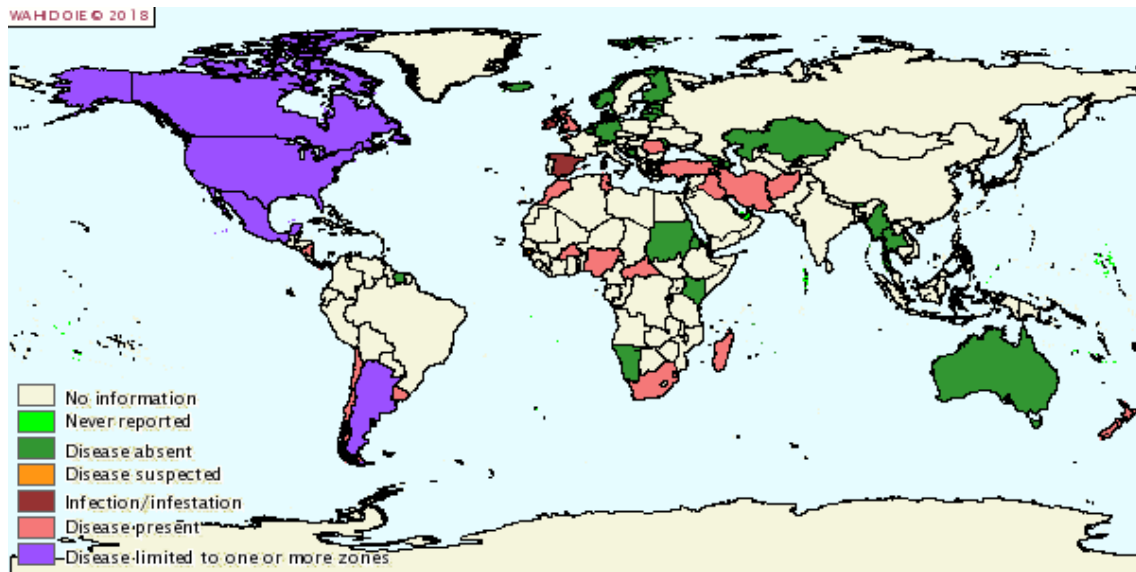 WAHID OIE © 2018
No information
Never reported
Disease absent
Disease suspected
Infection/infestation
Disease present
Disease limited to one or more zones